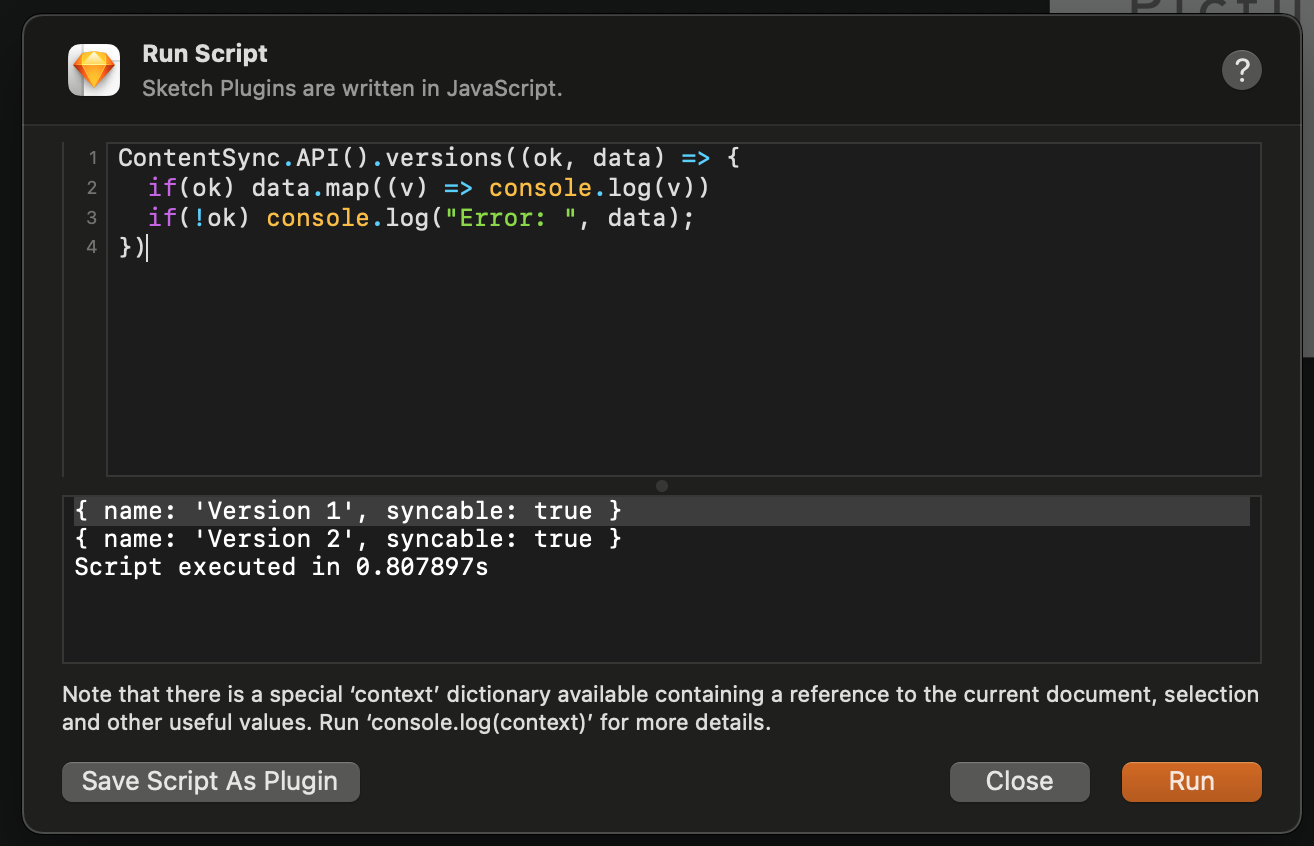 Run Script
Sketch Plugins are written in JavaScript.
?
1 ContentSync.API().versions((ok, data) => {
2   if(ok) data.map((v) => console.log(v))
3   if(!ok) console.log("Error: ", data);
4 })
{ name: 'Version 1', syncable: true }
{ name: 'Version 2', syncable: true }
Script executed in 0.807897s
Note that there is a special ‘context’ dictionary available containing a reference to the current document, selection
and other useful values. Run ‘console.log(context)’ for more details.
Save Script As Plugin
Close
Run